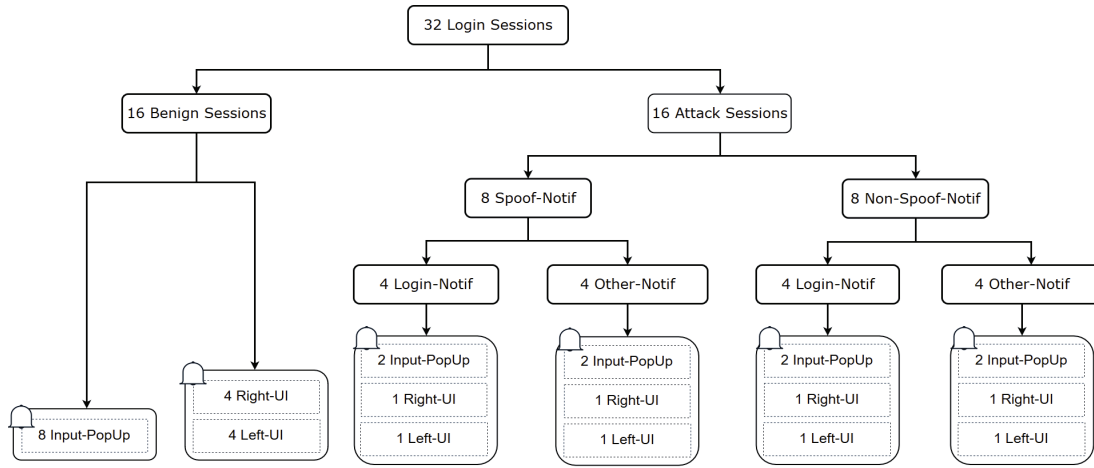 32 Login Sessions
16 Benign Sessions
16 Attack Sessions
8 Spoof-Notif
8 Non-Spoof-Notif
4 Login-Notif
4 Other-Notif
4 Login-Notif
4 Other-Notif
8 Input-PopUp
4 Right-UI
4 Left-UI
2 Input-PopUp
1 Right-UI
1 Left-UI
2 Input-PopUp
1 Right-UI
1 Left-UI
2 Input-PopUp
1 Right-UI
1 Left-UI
2 Input-PopUp
1 Right-UI
1 Left-UI